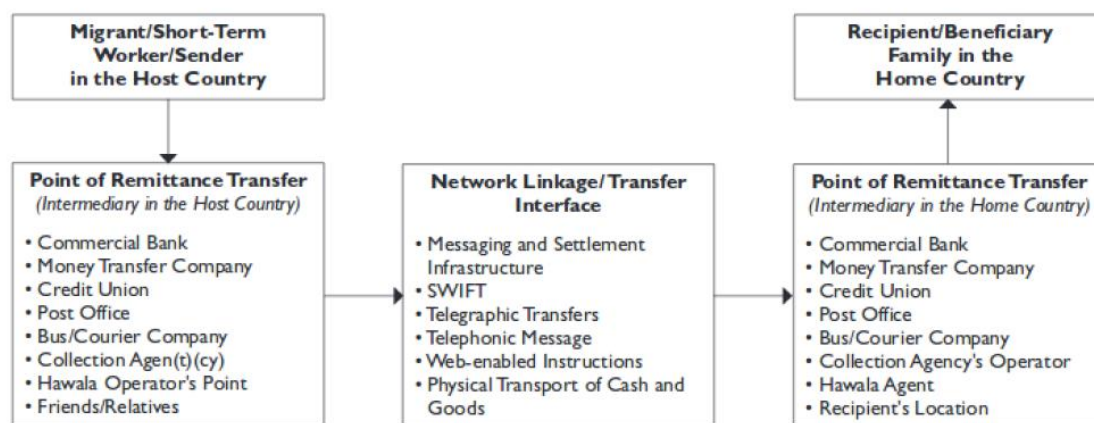 Migrant/Short-Term
Worker/Sender
in the Host Country
Recipient/Beneficiary
Family in the
Home Country
Point of Remittance Transfer
(Intermediary in the Host Country)
• Commercial Bank
• Money Transfer Company
• Credit Union
• Post Office
• Bus/Courier Company
• Collection Agen(t)(cy)
• Hawala Operator's Point
• Friends/Relatives
Network Linkage/Transfer
Interface
• Messaging and Settlement
Infrastructure
• SWIFT
• Telegraphic Transfers
• Telephonic Message
• Web-enabled Instructions
• Physical Transport of Cash and
Goods
Point of Remittance Transfer
(Intermediary in the Home Country)
• Commercial Bank
• Money Transfer Company
• Credit Union
• Post Office
• Bus/Courier Company
• Collection Agency's Operator
• Hawala Agent
• Recipient's Location